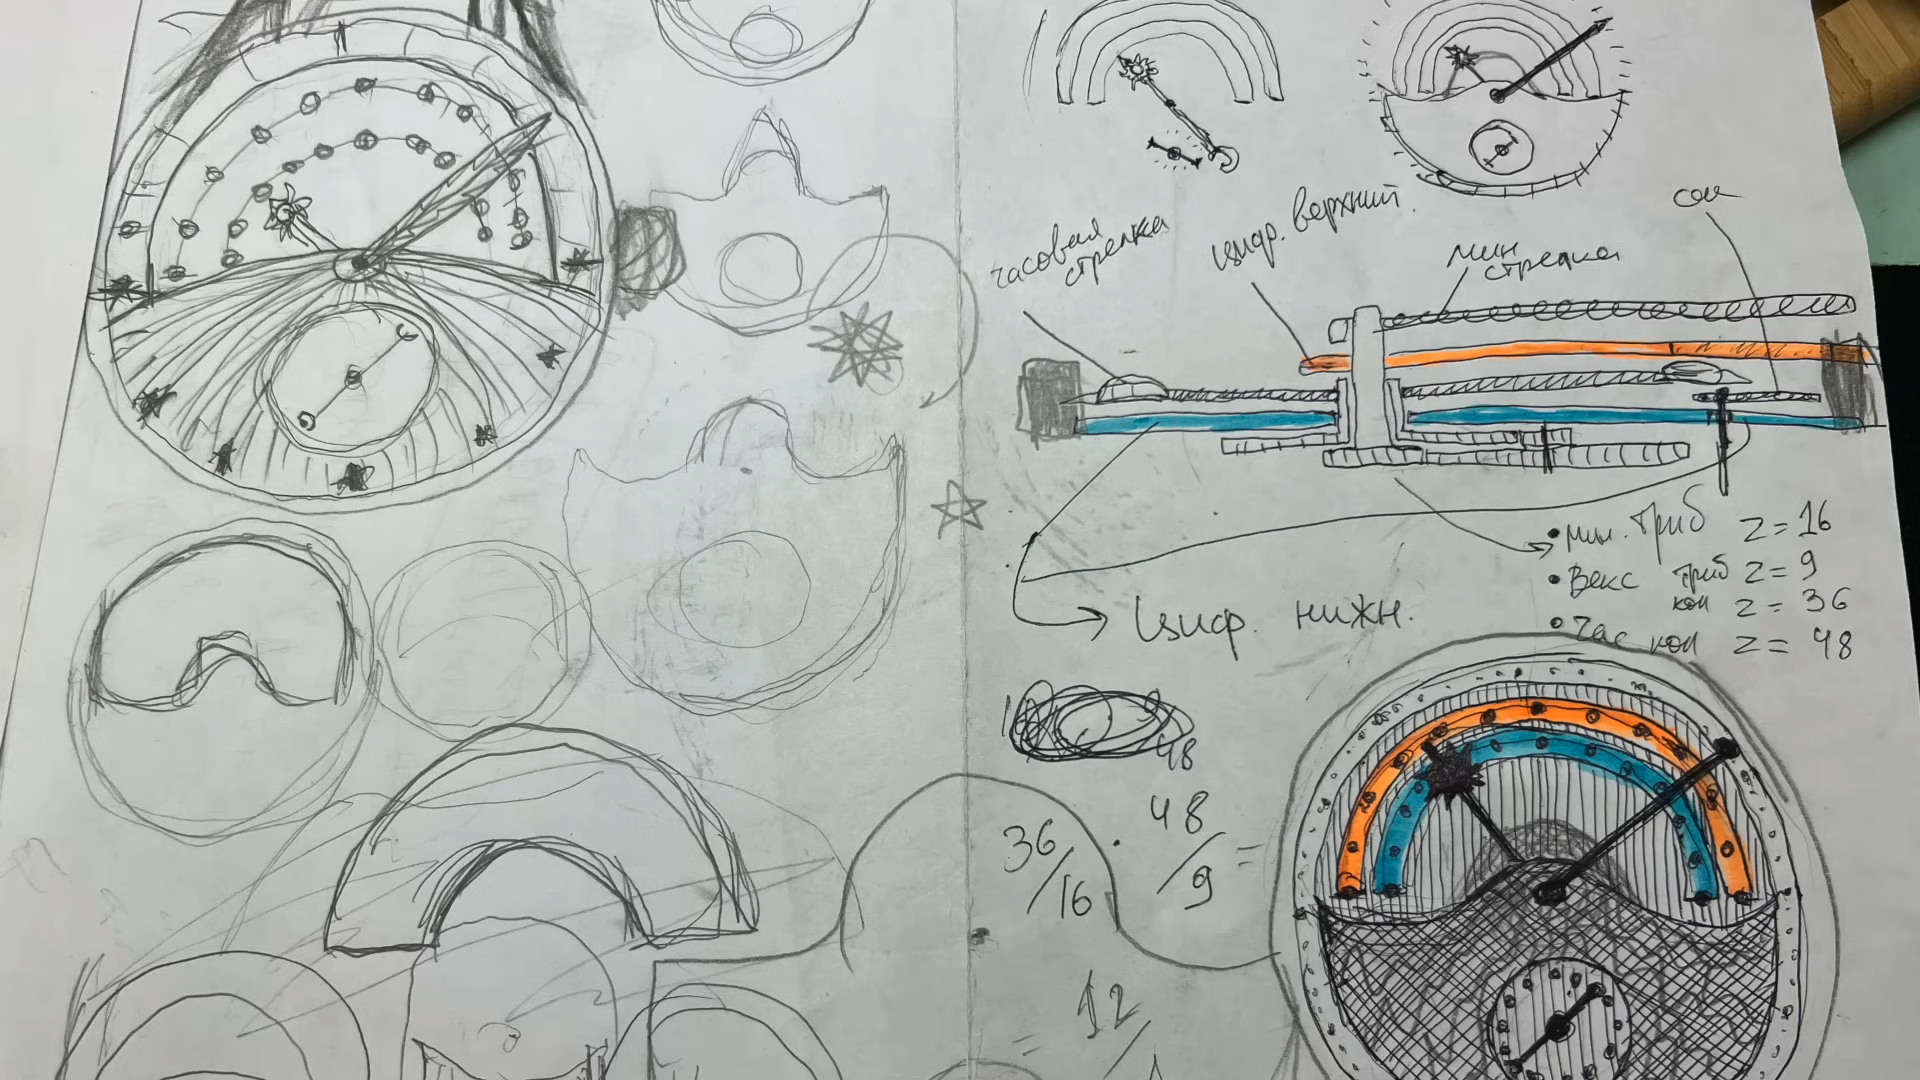 часовая
стрелка
циф. верхний.
мин
стрелка
сек
• мин. триб z=16
• Векс триб z=9
кол z=36
• час кол z=48
циф. нижн.
48
36/16 · 48/9 =
= 12/